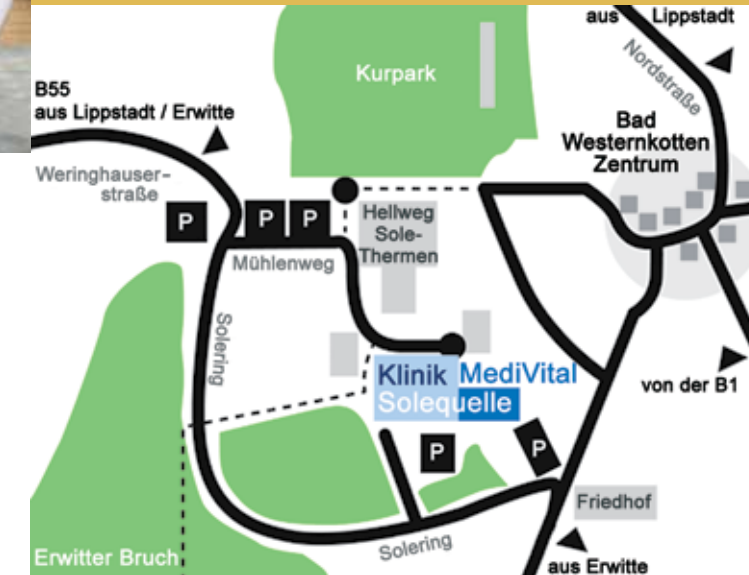 aus Lippstadt
Kurpark
Nordstraße
B55
aus Lippstadt / Erwitte
Bad
Westernkotten
Zentrum
Weringhauser-
straße
P
P
P
Hellweg
Sole-
Thermen
Mühlenweg
Solering
Klinik MediVital
Solequelle
von der B1
P
P
Friedhof
Solering
Erwitter Bruch
aus Erwitte